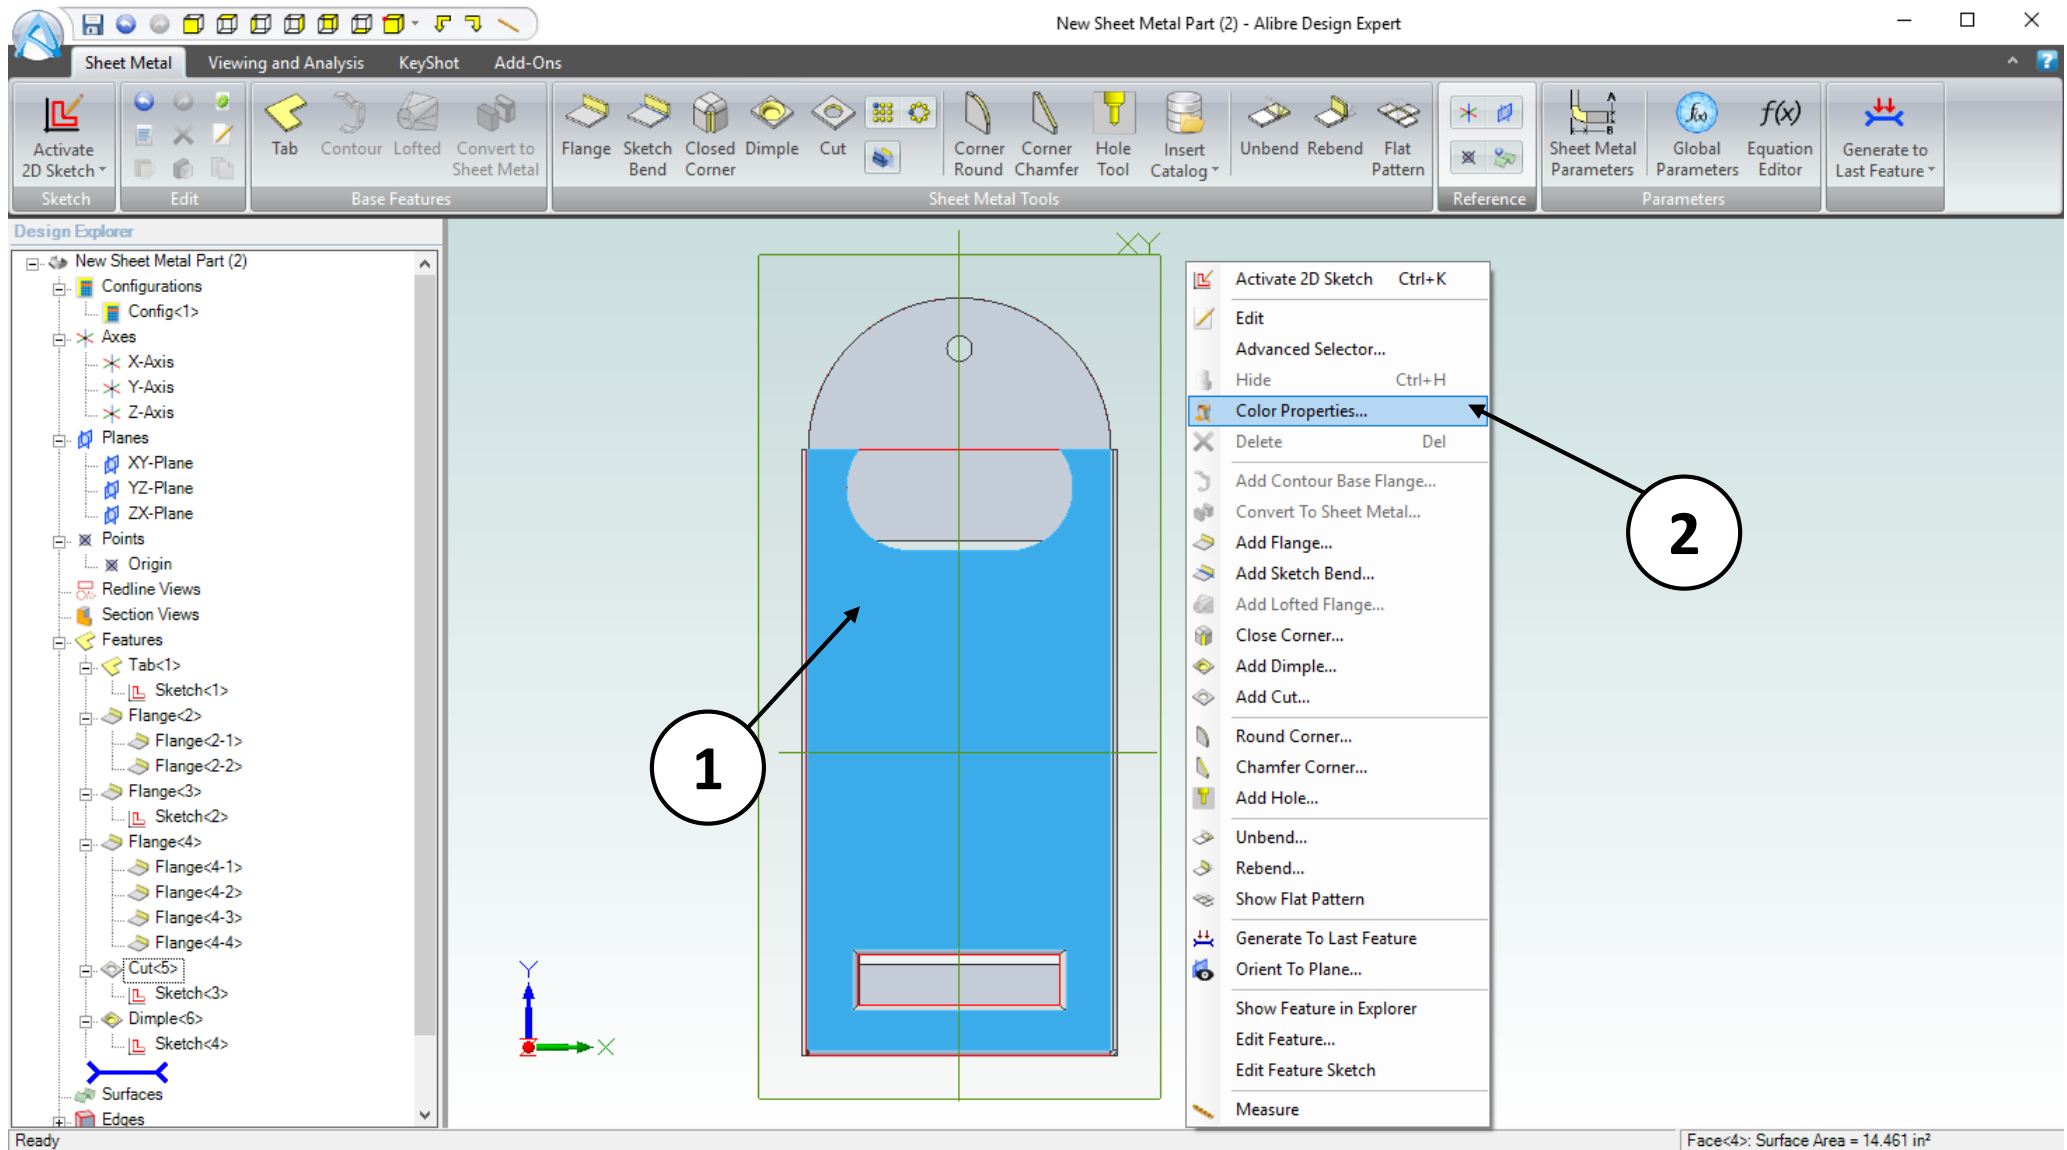 New Sheet Metal Part (2) - Alibre Design Expert
Sheet Metal Viewing and Analysis KeyShot Add-Ons
Activate 2D Sketch
Tab
Contour
Lofted
Convert to Sheet Metal
Flange
Sketch Bend
Closed Corner
Dimple
Cut
Corner Round
Corner Chamfer
Hole Tool
Insert Catalog
Unbend
Rebend
Flat Pattern
A
B
Sheet Metal Parameters
f(x)
Global Parameters
f(x)
Equation Editor
Generate to Last Feature
Sketch
Edit
Base Features
Sheet Metal Tools
Reference
Parameters
Design Explorer
New Sheet Metal Part (2)
Configurations
Config<1>
Axes
X-Axis
Y-Axis
Z-Axis
Planes
XY-Plane
YZ-Plane
ZX-Plane
Points
Origin
Redline Views
Section Views
Features
Tab<1>
Sketch<1>
Flange<2>
Flange<2-1>
Flange<2-2>
Flange<3>
Sketch<2>
Flange<4>
Flange<4-1>
Flange<4-2>
Flange<4-3>
Flange<4-4>
Cut<5>
Sketch<3>
Dimple<6>
Sketch<4>
Surfaces
Edges
XY
1
2
Y
X
Z
Activate 2D Sketch Ctrl+K
Edit
Advanced Selector...
Hide Ctrl+H
Color Properties...
Delete Del
Add Contour Base Flange...
Convert To Sheet Metal...
Add Flange...
Add Sketch Bend...
Add Lofted Flange...
Close Corner...
Add Dimple...
Add Cut...
Round Corner...
Chamfer Corner...
Add Hole...
Unbend...
Rebend...
Show Flat Pattern
Generate To Last Feature
Orient To Plane...
Show Feature in Explorer
Edit Feature...
Edit Feature Sketch
Measure
Ready
Face<4>: Surface Area = 14.461 in²